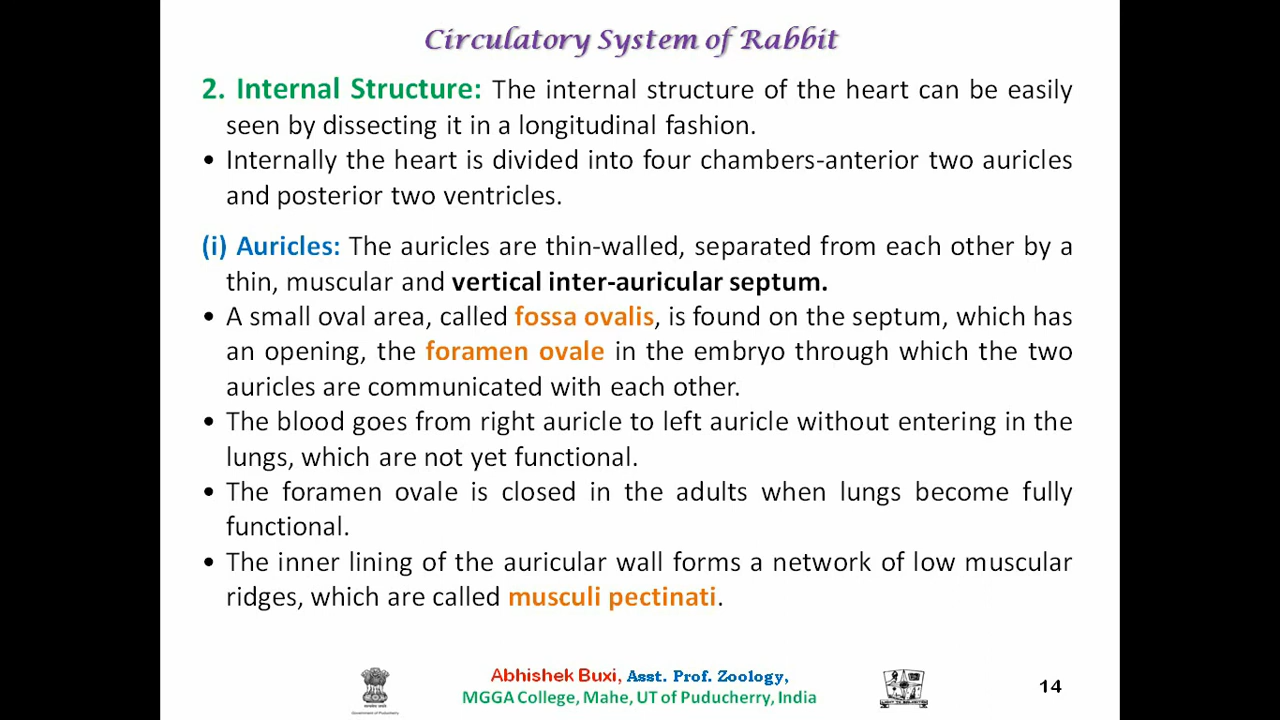 Circulatory System of Rabbit
2. Internal Structure: The internal structure of the heart can be easily
seen by dissecting it in a longitudinal fashion.
• Internally the heart is divided into four chambers-anterior two auricles
and posterior two ventricles.
(i) Auricles: The auricles are thin-walled, separated from each other by a
thin, muscular and vertical inter-auricular septum.
• A small oval area, called fossa ovalis, is found on the septum, which has
an opening, the foramen ovale in the embryo through which the two
auricles are communicated with each other.
• The blood goes from right auricle to left auricle without entering in the
lungs, which are not yet functional.
• The foramen ovale is closed in the adults when lungs become fully
functional.
• The inner lining of the auricular wall forms a network of low muscular
ridges, which are called musculi pectinati.
Abhishek Buxi, Asst. Prof. Zoology,
MGGA College, Mahe, UT of Puducherry, India
Government of Puducherry
14